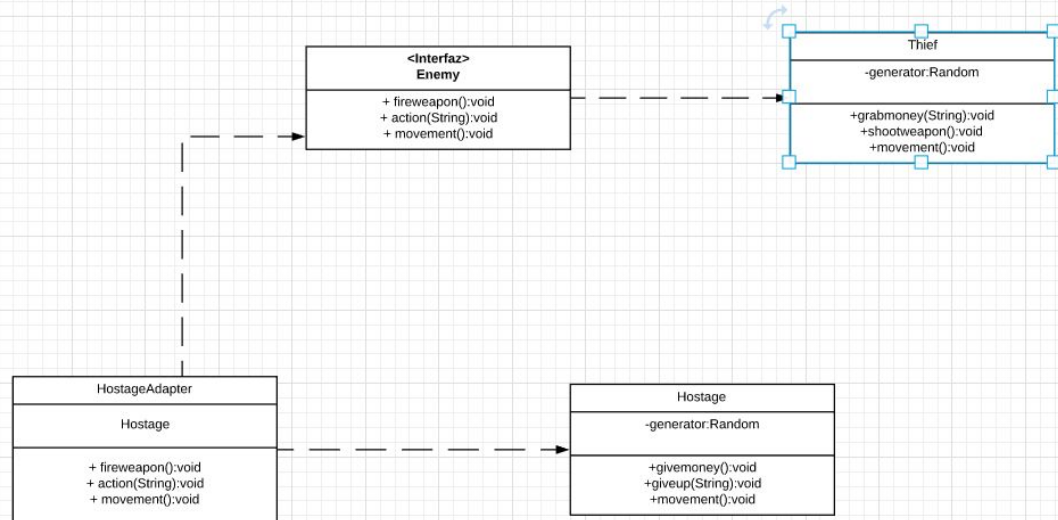 <Interfaz>
Enemy
+ fireweapon():void
+ action(String):void
+ movement():void
Thief
-generator:Random
+grabmoney(String):void
+shootweapon():void
+movement():void
HostageAdapter
Hostage
+ fireweapon():void
+ action(String):void
+ movement():void
Hostage
-generator:Random
+givemoney():void
+giveup(String):void
+movement():void